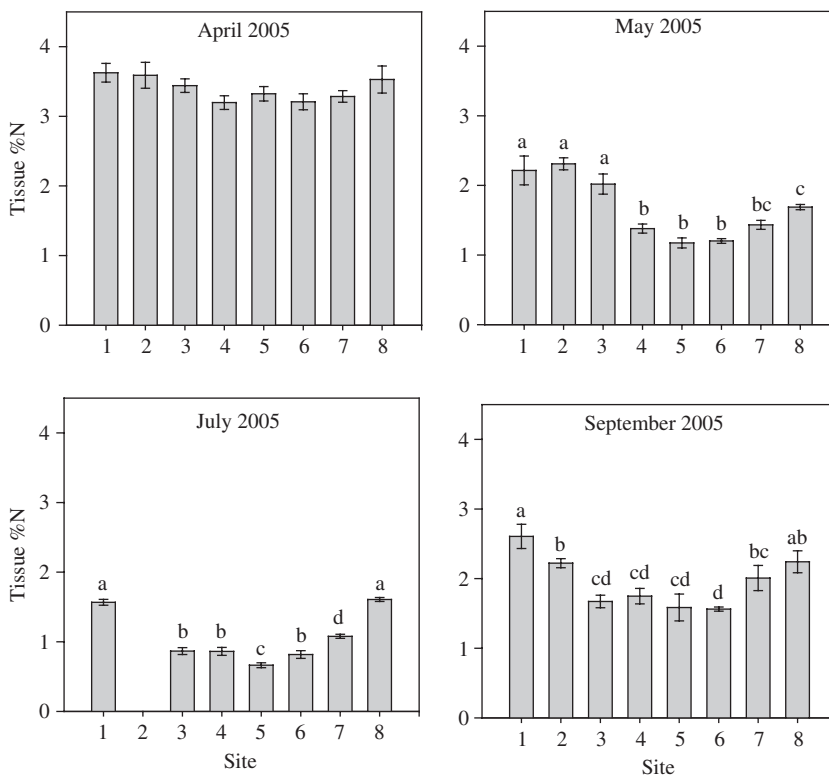 April 2005
Tissue %N
4
3
2
1
0
1 2 3 4 5 6 7 8
May 2005
4
3
2
1
0
a a a b b b bc c
1 2 3 4 5 6 7 8
July 2005
Tissue %N
4
3
2
1
0
a b b c b d a
1 2 3 4 5 6 7 8
Site
September 2005
4
3
2
1
0
a b cd cd cd d bc ab
1 2 3 4 5 6 7 8
Site